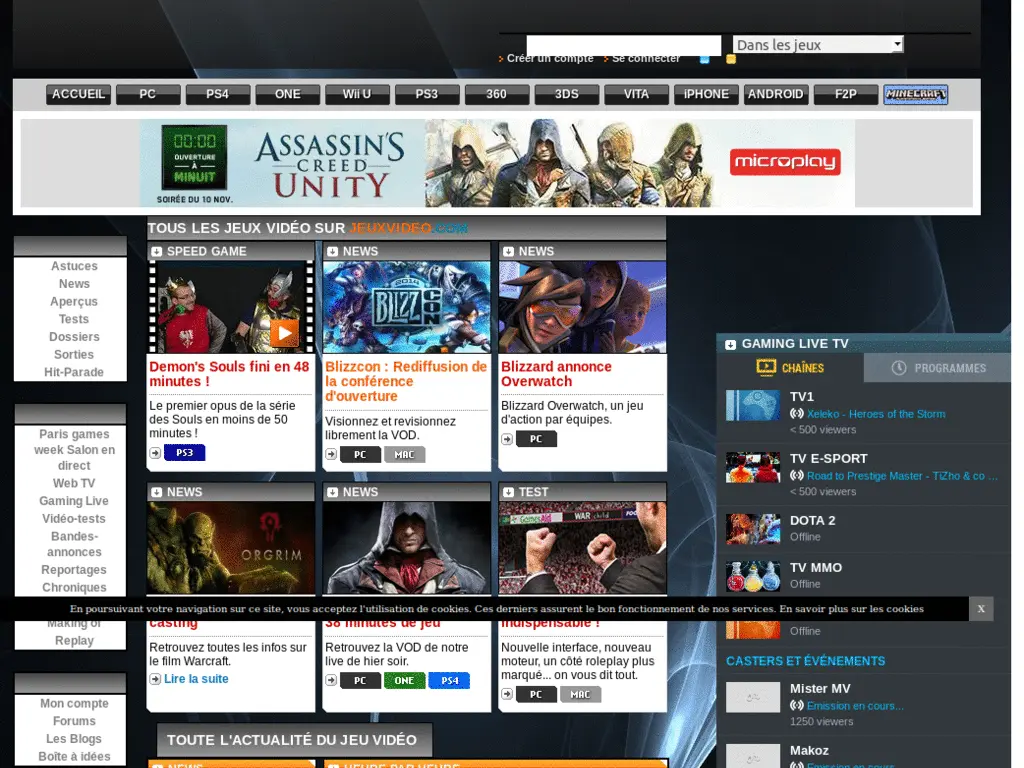 Dans les jeux
Créer un compte Se connecter
ACCUEIL PC PS4 ONE Wii U PS3 360 3DS VITA iPHONE ANDROID F2P MINECRAFT
00:00
OUVERTURE
À
MINUIT
SOIRÉE DU 10 NOV.
ASSASSIN'S
CREED
UNITY
microplay
TOUS LES JEUX VIDÉO SUR JEUXVIDEO.COM
Astuces
News
Aperçus
Tests
Dossiers
Sorties
Hit-Parade
Paris games
week Salon en
direct
Web TV
Gaming Live
Vidéo-tests
Bandes-
annonces
Reportages
Chroniques
Making of
Replay
Mon compte
Forums
Les Blogs
Boîte à idées
SPEED GAME
Demon's Souls fini en 48
minutes !
Le premier opus de la série
des Souls en moins de 50
minutes !
PS3
NEWS
2014
BLIZZ
CON
Blizzcon : Rediffusion de
la conférence
d'ouverture
Visionnez et revisionnez
librement la VOD.
PC MAC
NEWS
Blizzard annonce
Overwatch
Blizzard Overwatch, un jeu
d'action par équipes.
PC
NEWS
ORGRIM
casting
Retrouvez toutes les infos sur
le film Warcraft.
Lire la suite
NEWS
38 minutes de jeu
Retrouvez la VOD de notre
live de hier soir.
PC ONE PS4
TEST
GamesAid WAR child
indispensable !
Nouvelle interface, nouveau
moteur, un côté roleplay plus
marqué... on vous dit tout.
PC MAC
GAMING LIVE TV
CHAÎNES PROGRAMMES
TV1
Xeleko - Heroes of the Storm
< 500 viewers
TV E-SPORT
Road to Prestige Master - TiZho & co ...
< 500 viewers
DOTA 2
Offline
TV MMO
Offline
Offline
CASTERS ET ÉVÉNEMENTS
Mister MV
Emission en cours...
1250 viewers
Makoz
Emission en cours...
En poursuivant votre navigation sur ce site, vous acceptez l'utilisation de cookies. Ces derniers assurent le bon fonctionnement de nos services. En savoir plus sur les cookies X
TOUTE L'ACTUALITÉ DU JEU VIDÉO
NEWS HEURE PAR HEURE